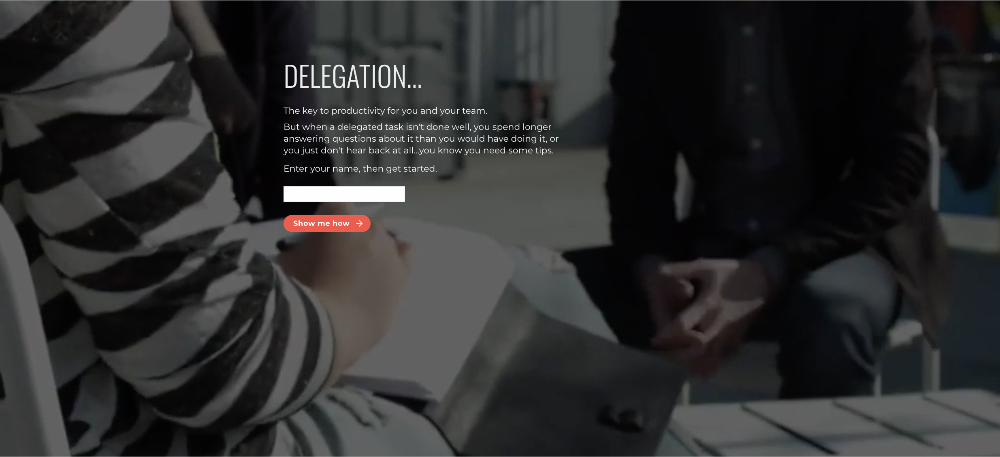 DELEGATION...
The key to productivity for you and your team.
But when a delegated task isn't done well, you spend longer
answering questions about it than you would have doing it, or
you just don't hear back at all...you know you need some tips.
Enter your name, then get started.
Show me how →